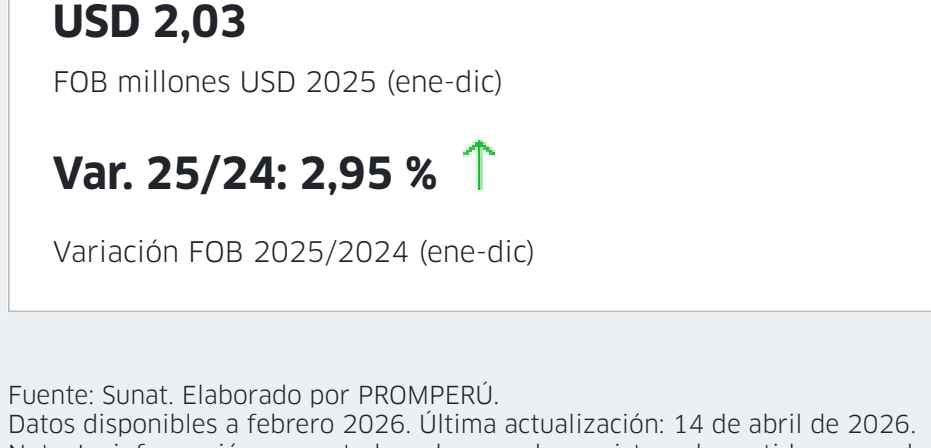 USD 2,03
FOB millones USD 2025 (ene-dic)
Var. 25/24: 2,95 %
Variación FOB 2025/2024 (ene-dic)
Fuente: Sunat. Elaborado por PROMPERÚ.
Datos disponibles a febrero 2026. Última actualización: 14 de abril de 2026.